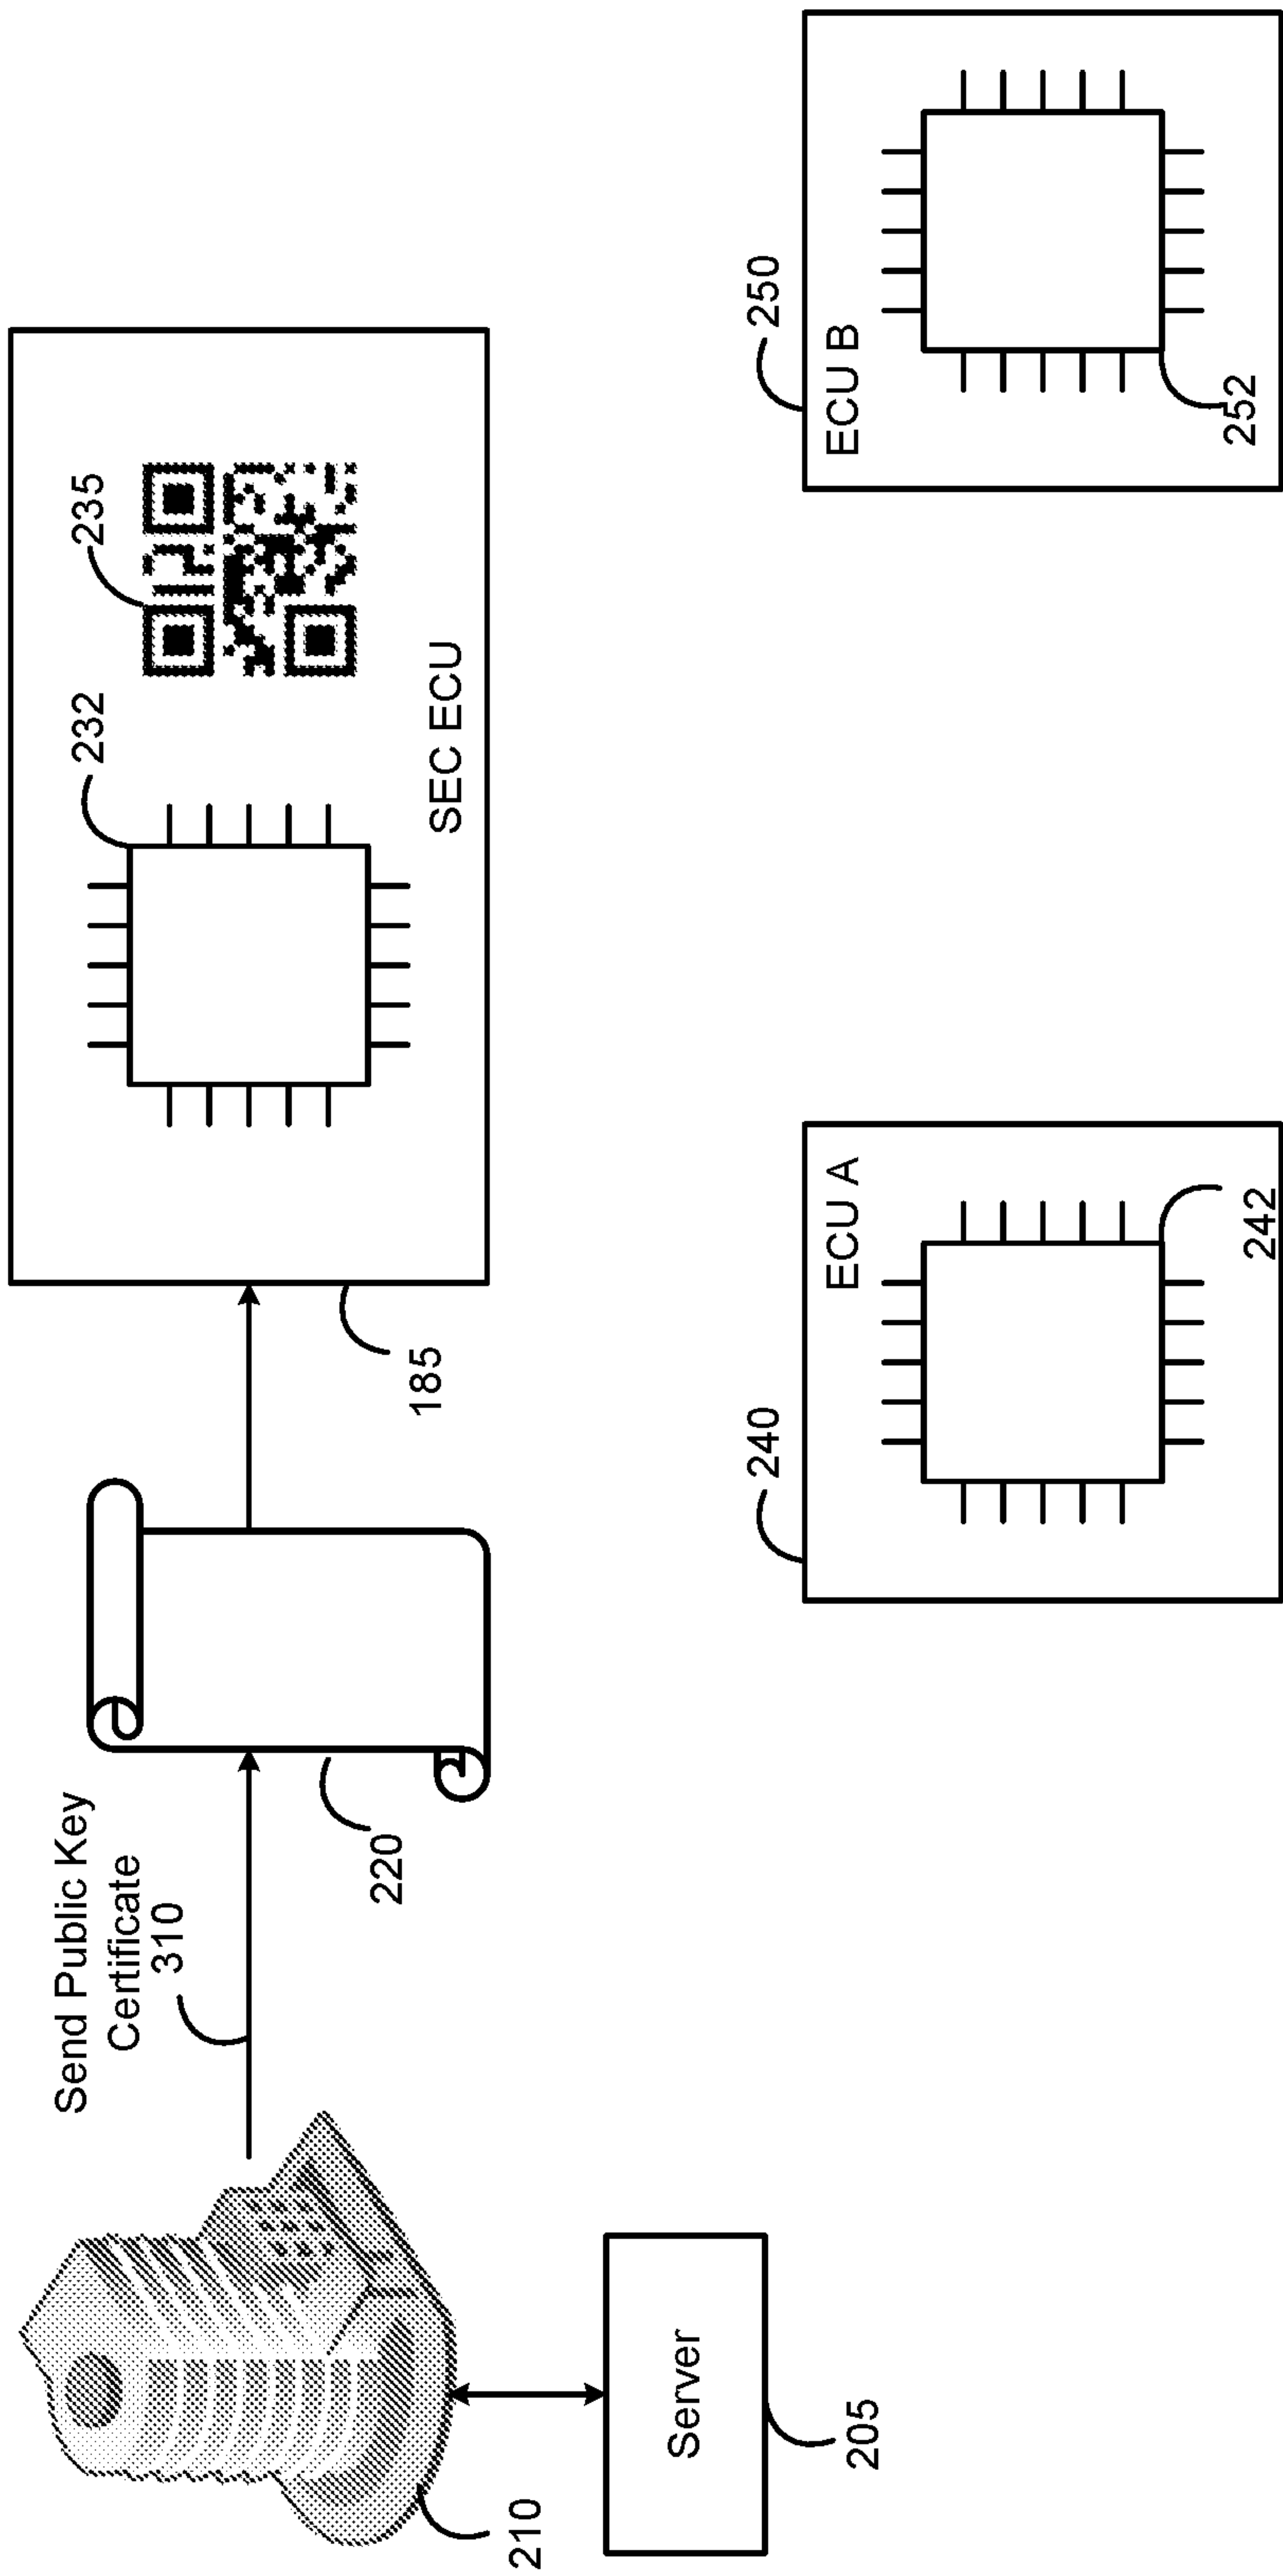 Send Public Key
Certificate
310
210
Server
205
220
185
232
235
SEC ECU
240
ECU A
242
250
ECU B
252